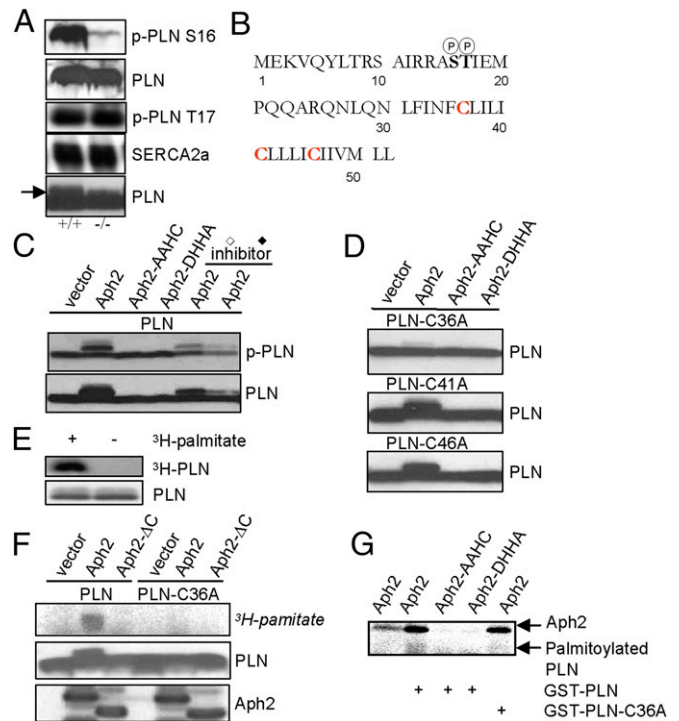 A
p-PLN S16
PLN
p-PLN T17
SERCA2a
PLN
+/+ -/-
B
P P
MEKVQYLTRS AIRRASTIEM
1 10 20
PQQARQNLQN LFINFCLILI
30 40
CLLLICIIVM LL
50
C
vector Aph2 Aph2-AAHC Aph2-DHHA Aph2 Aph2
inhibitor
PLN
p-PLN
PLN
D
vector Aph2 Aph2-AAHC Aph2-DHHA
PLN-C36A
PLN
PLN-C41A
PLN
PLN-C46A
PLN
E
+ - ³H-palmitate
³H-PLN
PLN
F
vector Aph2 Aph2-ΔC vector Aph2 Aph2-ΔC
PLN PLN-C36A
³H-pamitate
PLN
Aph2
G
Aph2 Aph2 Aph2-AAHC Aph2-DHHA Aph2
Aph2
Palmitoylated
PLN
+ + + GST-PLN
+ GST-PLN-C36A